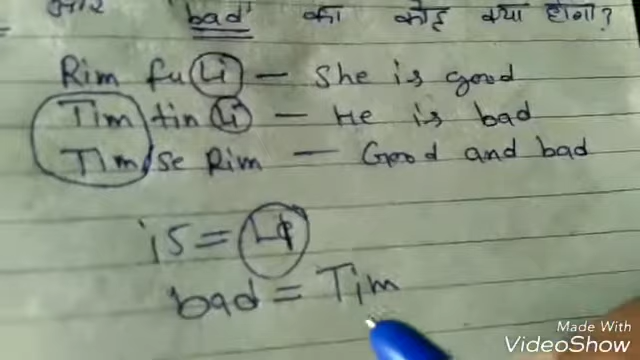 'bad' का कोड क्या होगा?
Rim fu Li – She is good
Tim tin Li – He is bad
Tim se Rim – Good and bad
is = Li
bad = Tim
Made With
VideoShow